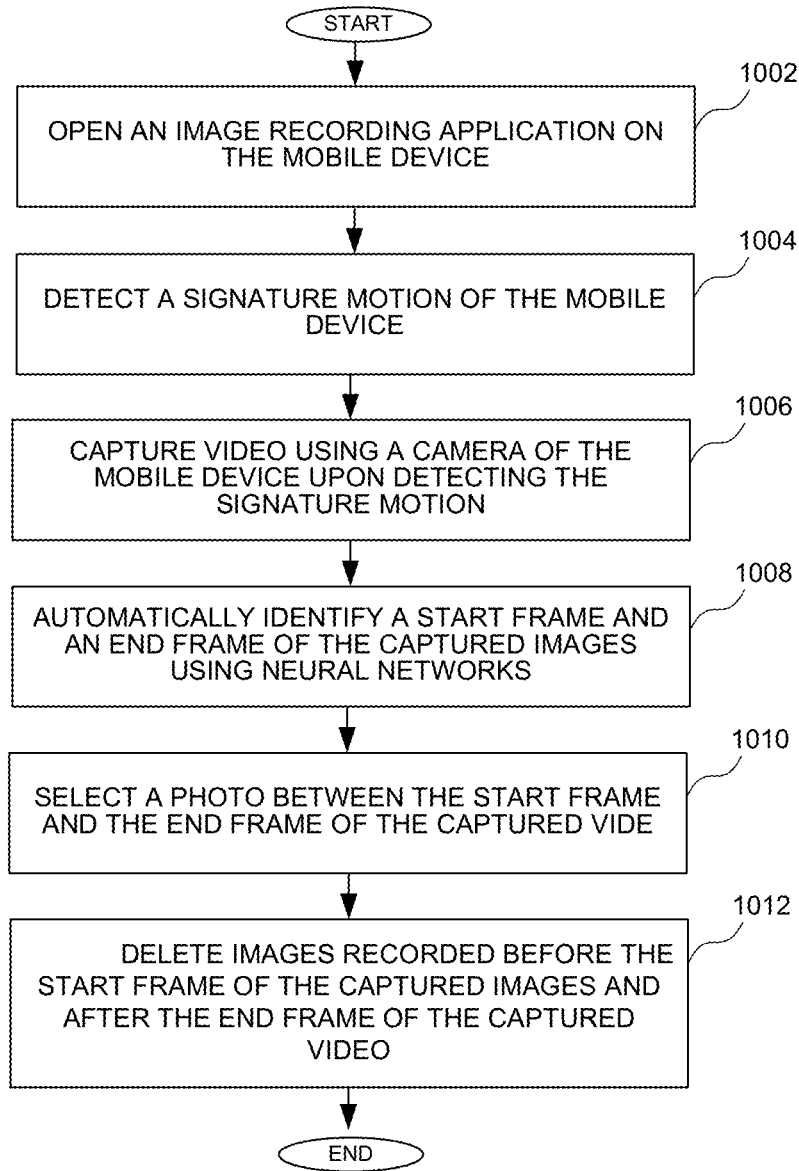 START
1002
OPEN AN IMAGE RECORDING APPLICATION ON
THE MOBILE DEVICE
1004
DETECT A SIGNATURE MOTION OF THE MOBILE
DEVICE
1006
CAPTURE VIDEO USING A CAMERA OF THE
MOBILE DEVICE UPON DETECTING THE
SIGNATURE MOTION
1008
AUTOMATICALLY IDENTIFY A START FRAME AND
AN END FRAME OF THE CAPTURED IMAGES
USING NEURAL NETWORKS
1010
SELECT A PHOTO BETWEEN THE START FRAME
AND THE END FRAME OF THE CAPTURED VIDE
1012
DELETE IMAGES RECORDED BEFORE THE
START FRAME OF THE CAPTURED IMAGES AND
AFTER THE END FRAME OF THE CAPTURED
VIDEO
END